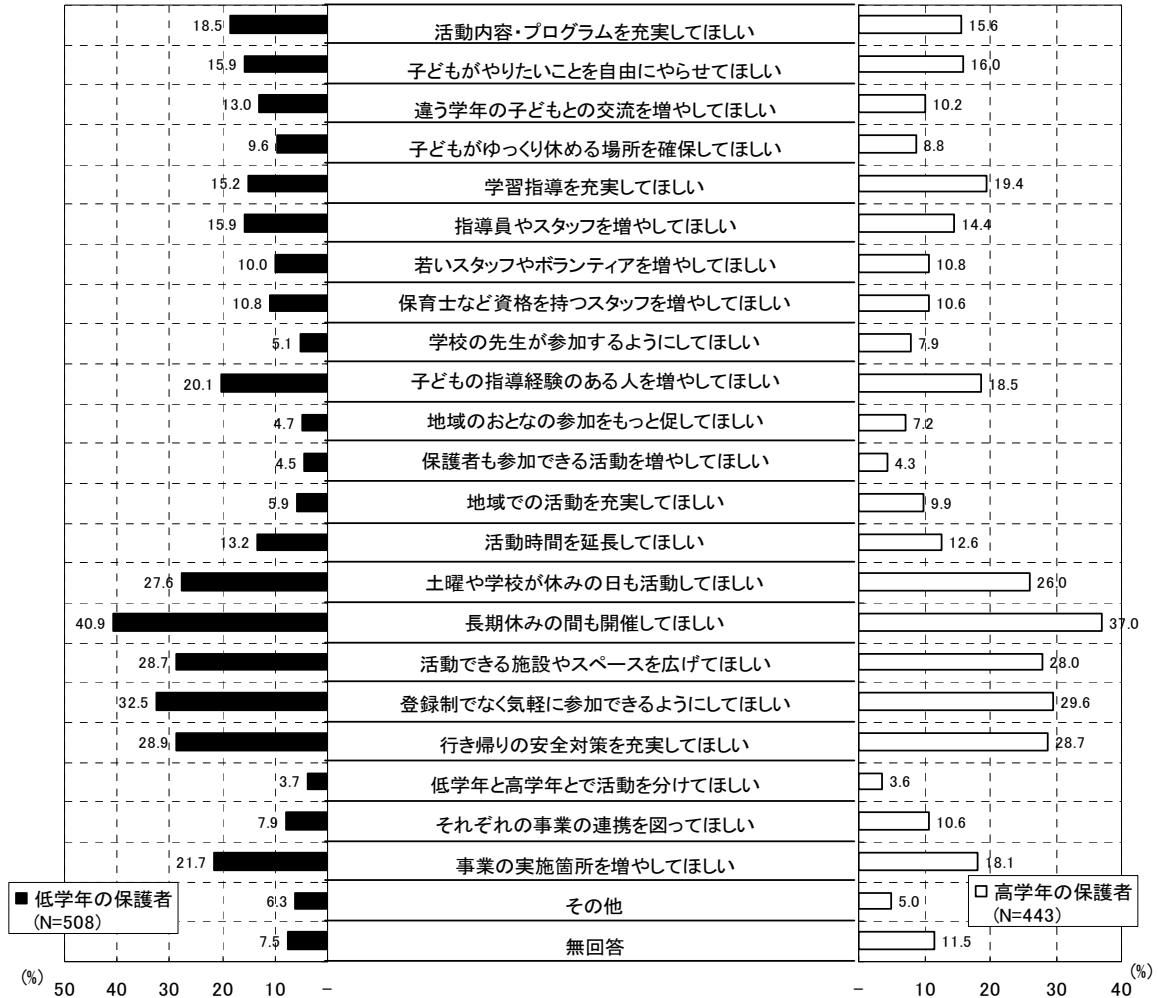 18.5 活動内容・プログラムを充実してほしい 15.6
15.9 子どもがやりたいことを自由にやらせてほしい 16.0
13.0 違う学年の子どもとの交流を増やしてほしい 10.2
9.6 子どもがゆっくり休める場所を確保してほしい 8.8
15.2 学習指導を充実してほしい 19.4
15.9 指導員やスタッフを増やしてほしい 14.4
10.0 若いスタッフやボランティアを増やしてほしい 10.8
10.8 保育士など資格を持つスタッフを増やしてほしい 10.6
5.1 学校の先生が参加するようにしてほしい 7.9
20.1 子どもの指導経験のある人を増やしてほしい 18.5
4.7 地域のおとなの参加をもっと促してほしい 7.2
4.5 保護者も参加できる活動を増やしてほしい 4.3
5.9 地域での活動を充実してほしい 9.9
13.2 活動時間を延長してほしい 12.6
27.6 土曜や学校が休みの日も活動してほしい 26.0
40.9 長期休みの間も開催してほしい 37.0
28.7 活動できる施設やスペースを広げてほしい 28.0
32.5 登録制でなく気軽に参加できるようにしてほしい 29.6
28.9 行き帰りの安全対策を充実してほしい 28.7
3.7 低学年と高学年とで活動を分けてほしい 3.6
7.9 それぞれの事業の連携を図ってほしい 10.6
21.7 事業の実施箇所を増やしてほしい 18.1
6.3 その他 5.0
7.5 無回答 11.5
低学年の保護者
(N=508)
高学年の保護者
(N=443)
(%) 50 40 30 20 10 -
- 10 20 30 40 (%)